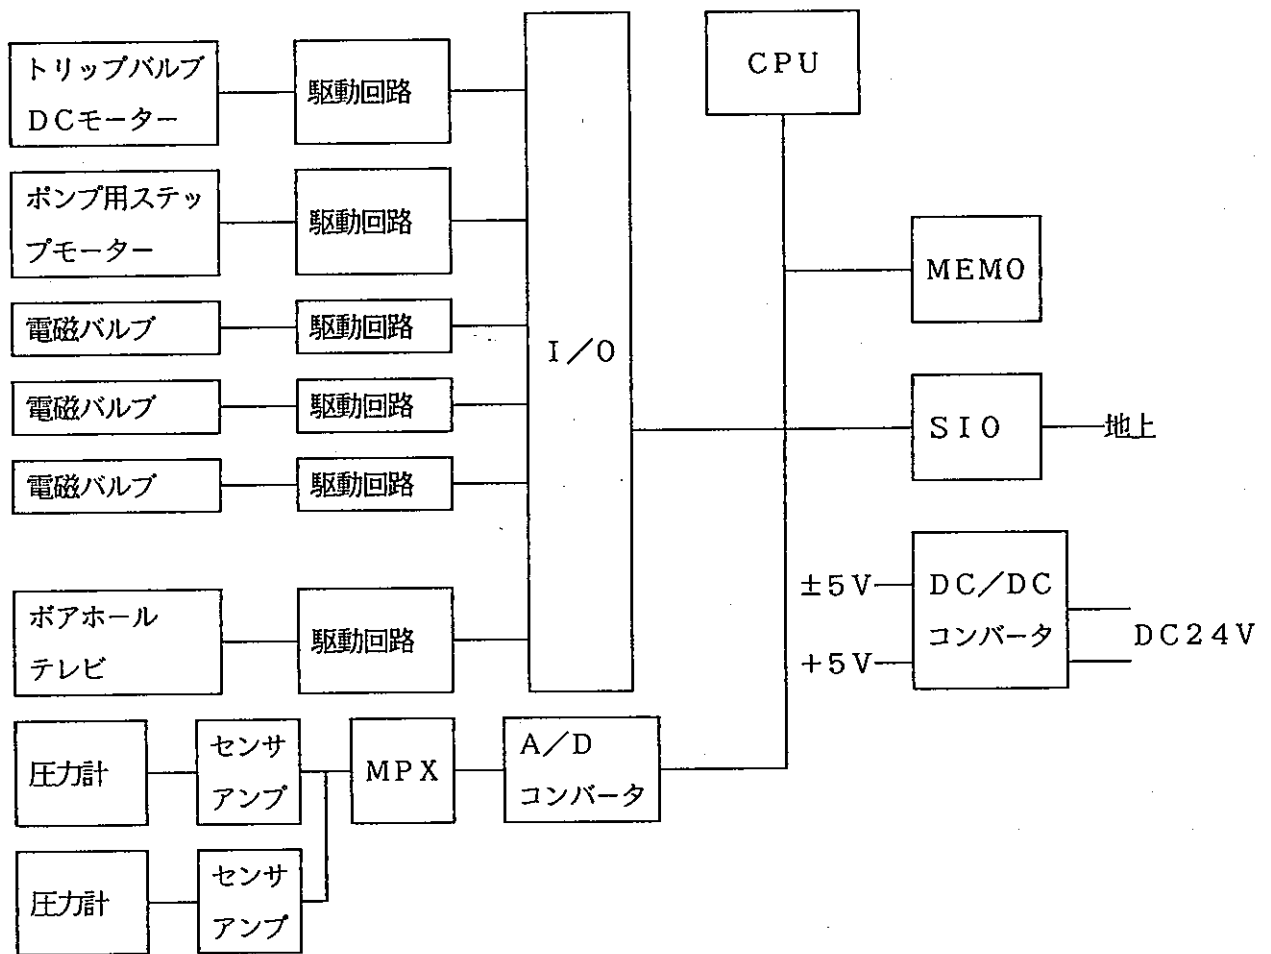 トリップバルブ
DCモーター
駆動回路
ポンプ用ステッ
プモーター
駆動回路
電磁バルブ
駆動回路
電磁バルブ
駆動回路
電磁バルブ
駆動回路
ボアホール
テレビ
駆動回路
I/O
CPU
MEMO
SIO
地上
±5V
+5V
DC/DC
コンバータ
DC24V
圧力計
センサ
アンプ
MPX
A/D
コンバータ
圧力計
センサ
アンプ